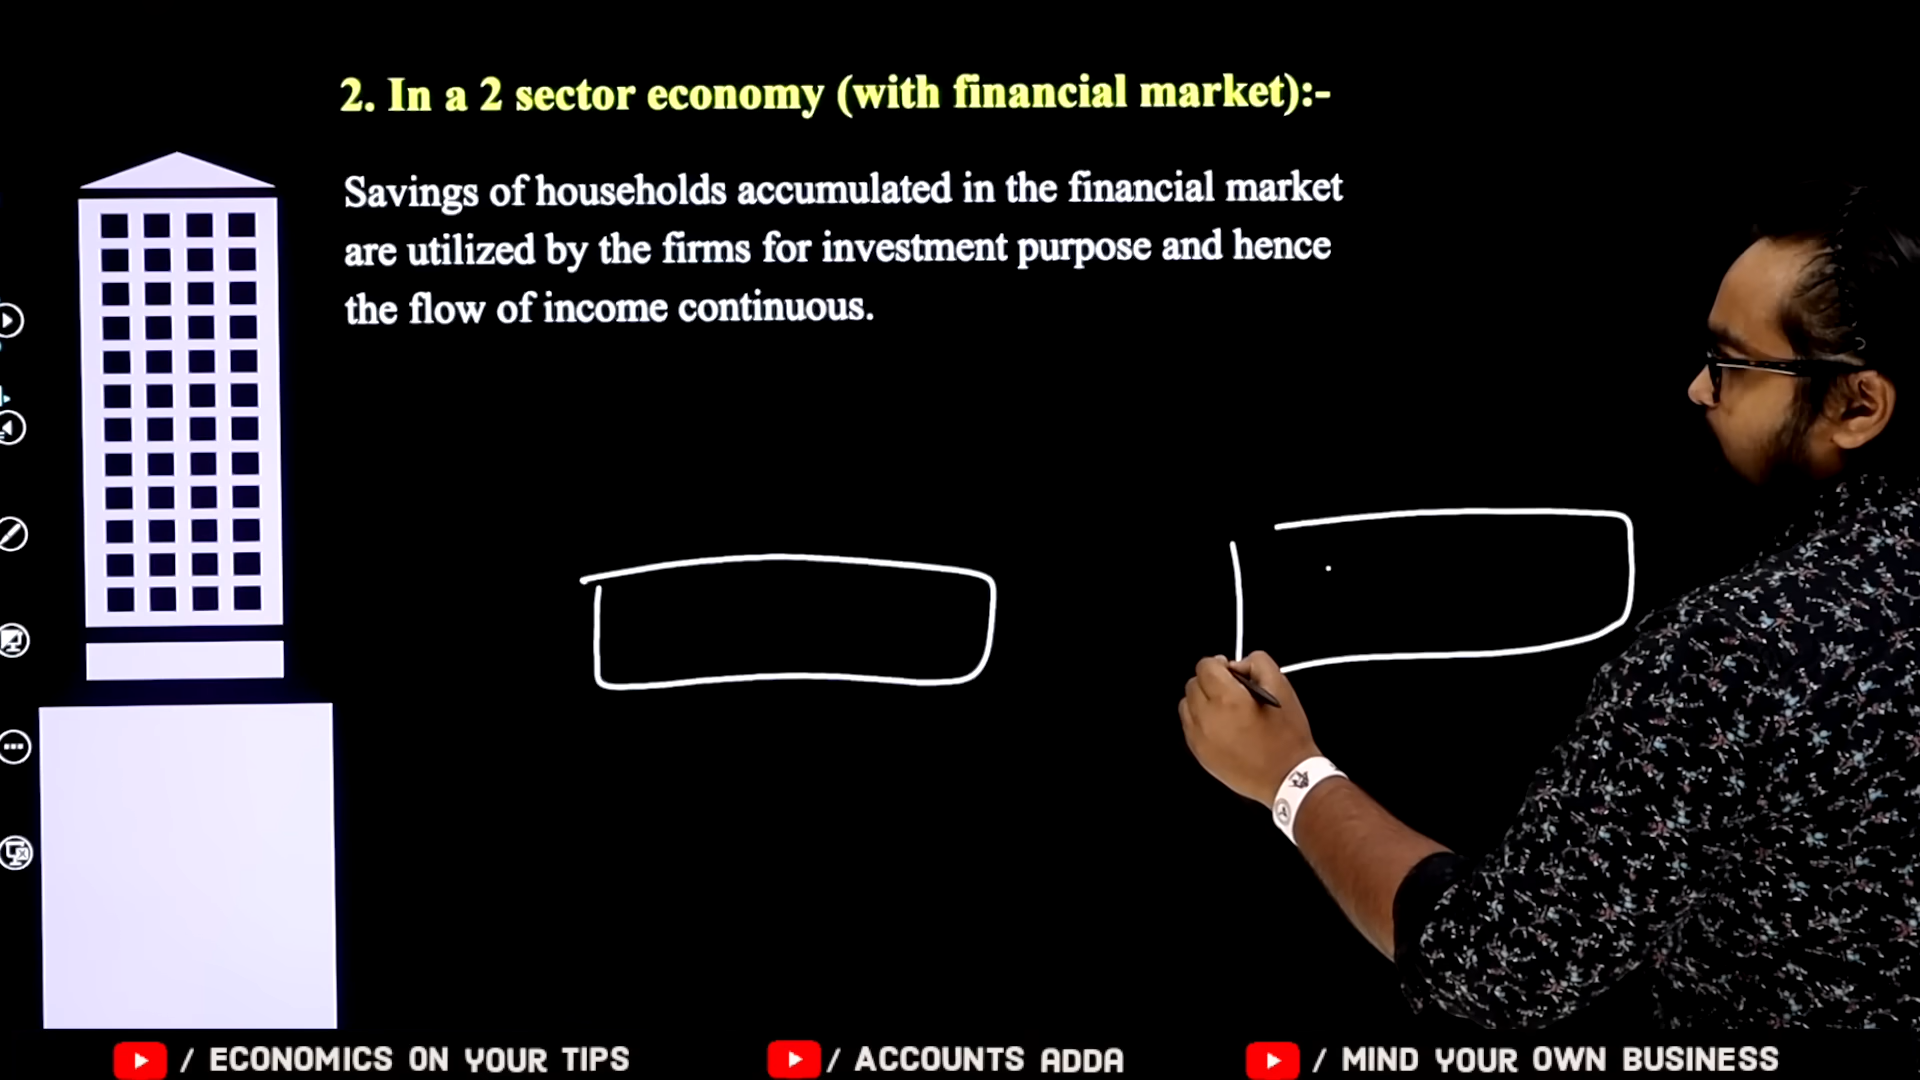 2. In a 2 sector economy (with financial market):-
Savings of households accumulated in the financial market
are utilized by the firms for investment purpose and hence
the flow of income continuous.
/ ECONOMICS ON YOUR TIPS
/ ACCOUNTS ADDA
/ MIND YOUR OWN BUSINESS